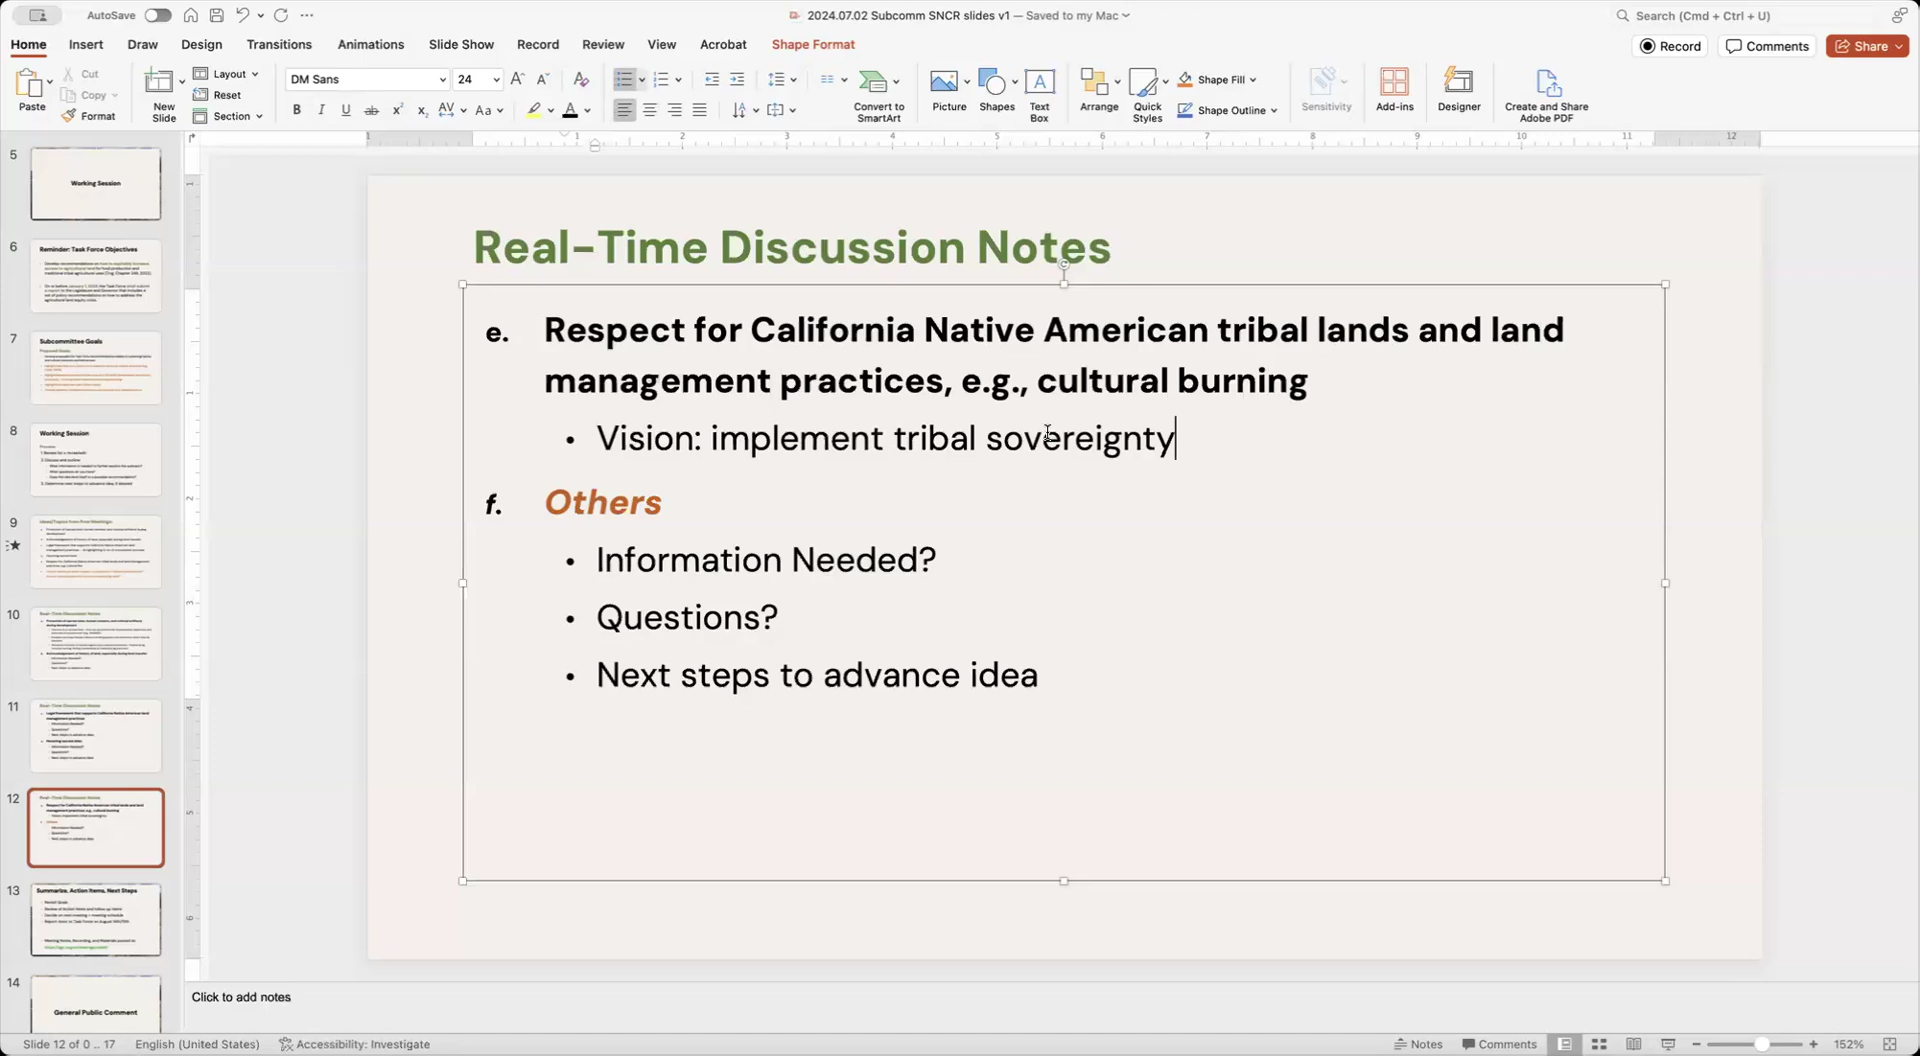 AutoSave
2024.07.02 Subcomm SNCR slides v1 — Saved to my Mac
Search (Cmd + Ctrl + U)
Home Insert Draw Design Transitions Animations Slide Show Record Review View Acrobat Shape Format
Record Comments Share
Paste
Cut
Copy
Format
New Slide
Layout
Reset
Section
DM Sans 24
Convert to SmartArt
Picture
Shapes
Text Box
Arrange
Quick Styles
Shape Fill
Shape Outline
Sensitivity
Add-ins
Designer
Create and Share Adobe PDF
5
Working Session
6
Reminder: Task Force Objectives
7
Subcommittee Goals
8
Working Session
9
10
Real-Time Discussion Notes
11
Real-Time Discussion Notes
12
Real-Time Discussion Notes
13
Summarize, Action Items, Next Steps
14
General Public Comment
Real-Time Discussion Notes
e. Respect for California Native American tribal lands and land
management practices, e.g., cultural burning
• Vision: implement tribal sovereignty
f. Others
• Information Needed?
• Questions?
• Next steps to advance idea
Click to add notes
Slide 12 of 0 .. 17 English (United States) Accessibility: Investigate
Notes Comments 152%